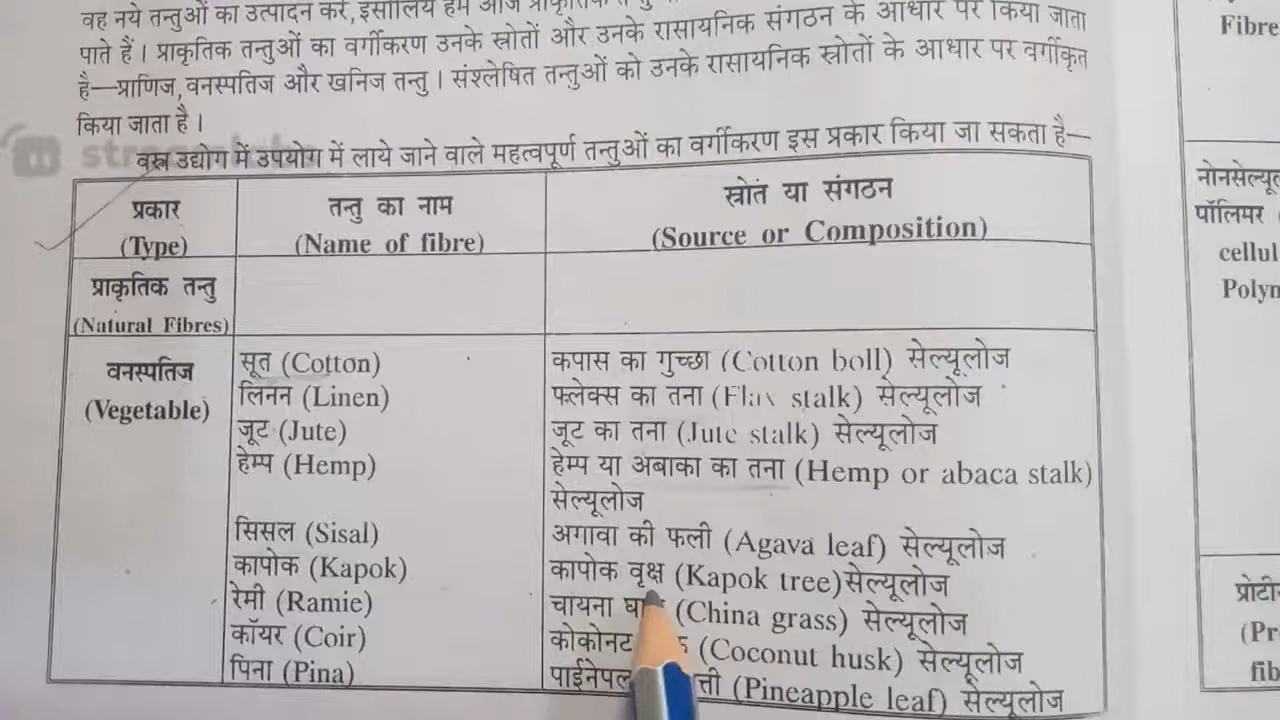 वह नये तन्तुओं का उत्पादन करे, इसीलिये हम आज प्राकृतिक
पाते हैं। प्राकृतिक तन्तुओं का वर्गीकरण उनके स्रोतों और उनके रासायनिक संगठन के आधार पर किया जाता
है—प्राणिज, वनस्पतिज और खनिज तन्तु। संश्लेषित तन्तुओं को उनके रासायनिक स्रोतों के आधार पर वर्गीकृत
किया जाता है।
वस्त्र उद्योग में उपयोग में लाये जाने वाले महत्वपूर्ण तन्तुओं का वर्गीकरण इस प्रकार किया जा सकता है—
प्रकार तन्तु का नाम स्रोत या संगठन
(Type) (Name of fibre) (Source or Composition)
प्राकृतिक तन्तु
(Natural Fibres)
वनस्पतिज सूत (Cotton) कपास का गुच्छा (Cotton boll) सेल्यूलोज
(Vegetable) लिनन (Linen) फ्लेक्स का तना (Flax stalk) सेल्यूलोज
जूट (Jute) जूट का तना (Jute stalk) सेल्यूलोज
हेम्प (Hemp) हेम्प या अबाका का तना (Hemp or abaca stalk)
सेल्यूलोज
सिसल (Sisal) अगावा की फली (Agava leaf) सेल्यूलोज
कापोक (Kapok) कापोक वृक्ष (Kapok tree) सेल्यूलोज
रेमी (Ramie) चायना (China grass) सेल्यूलोज
कॉयर (Coir) कोकोनट (Coconut husk) सेल्यूलोज
पिना (Pina) पाईनेपल (Pineapple leaf) सेल्यूलोज
Fibre
पॉलिमर